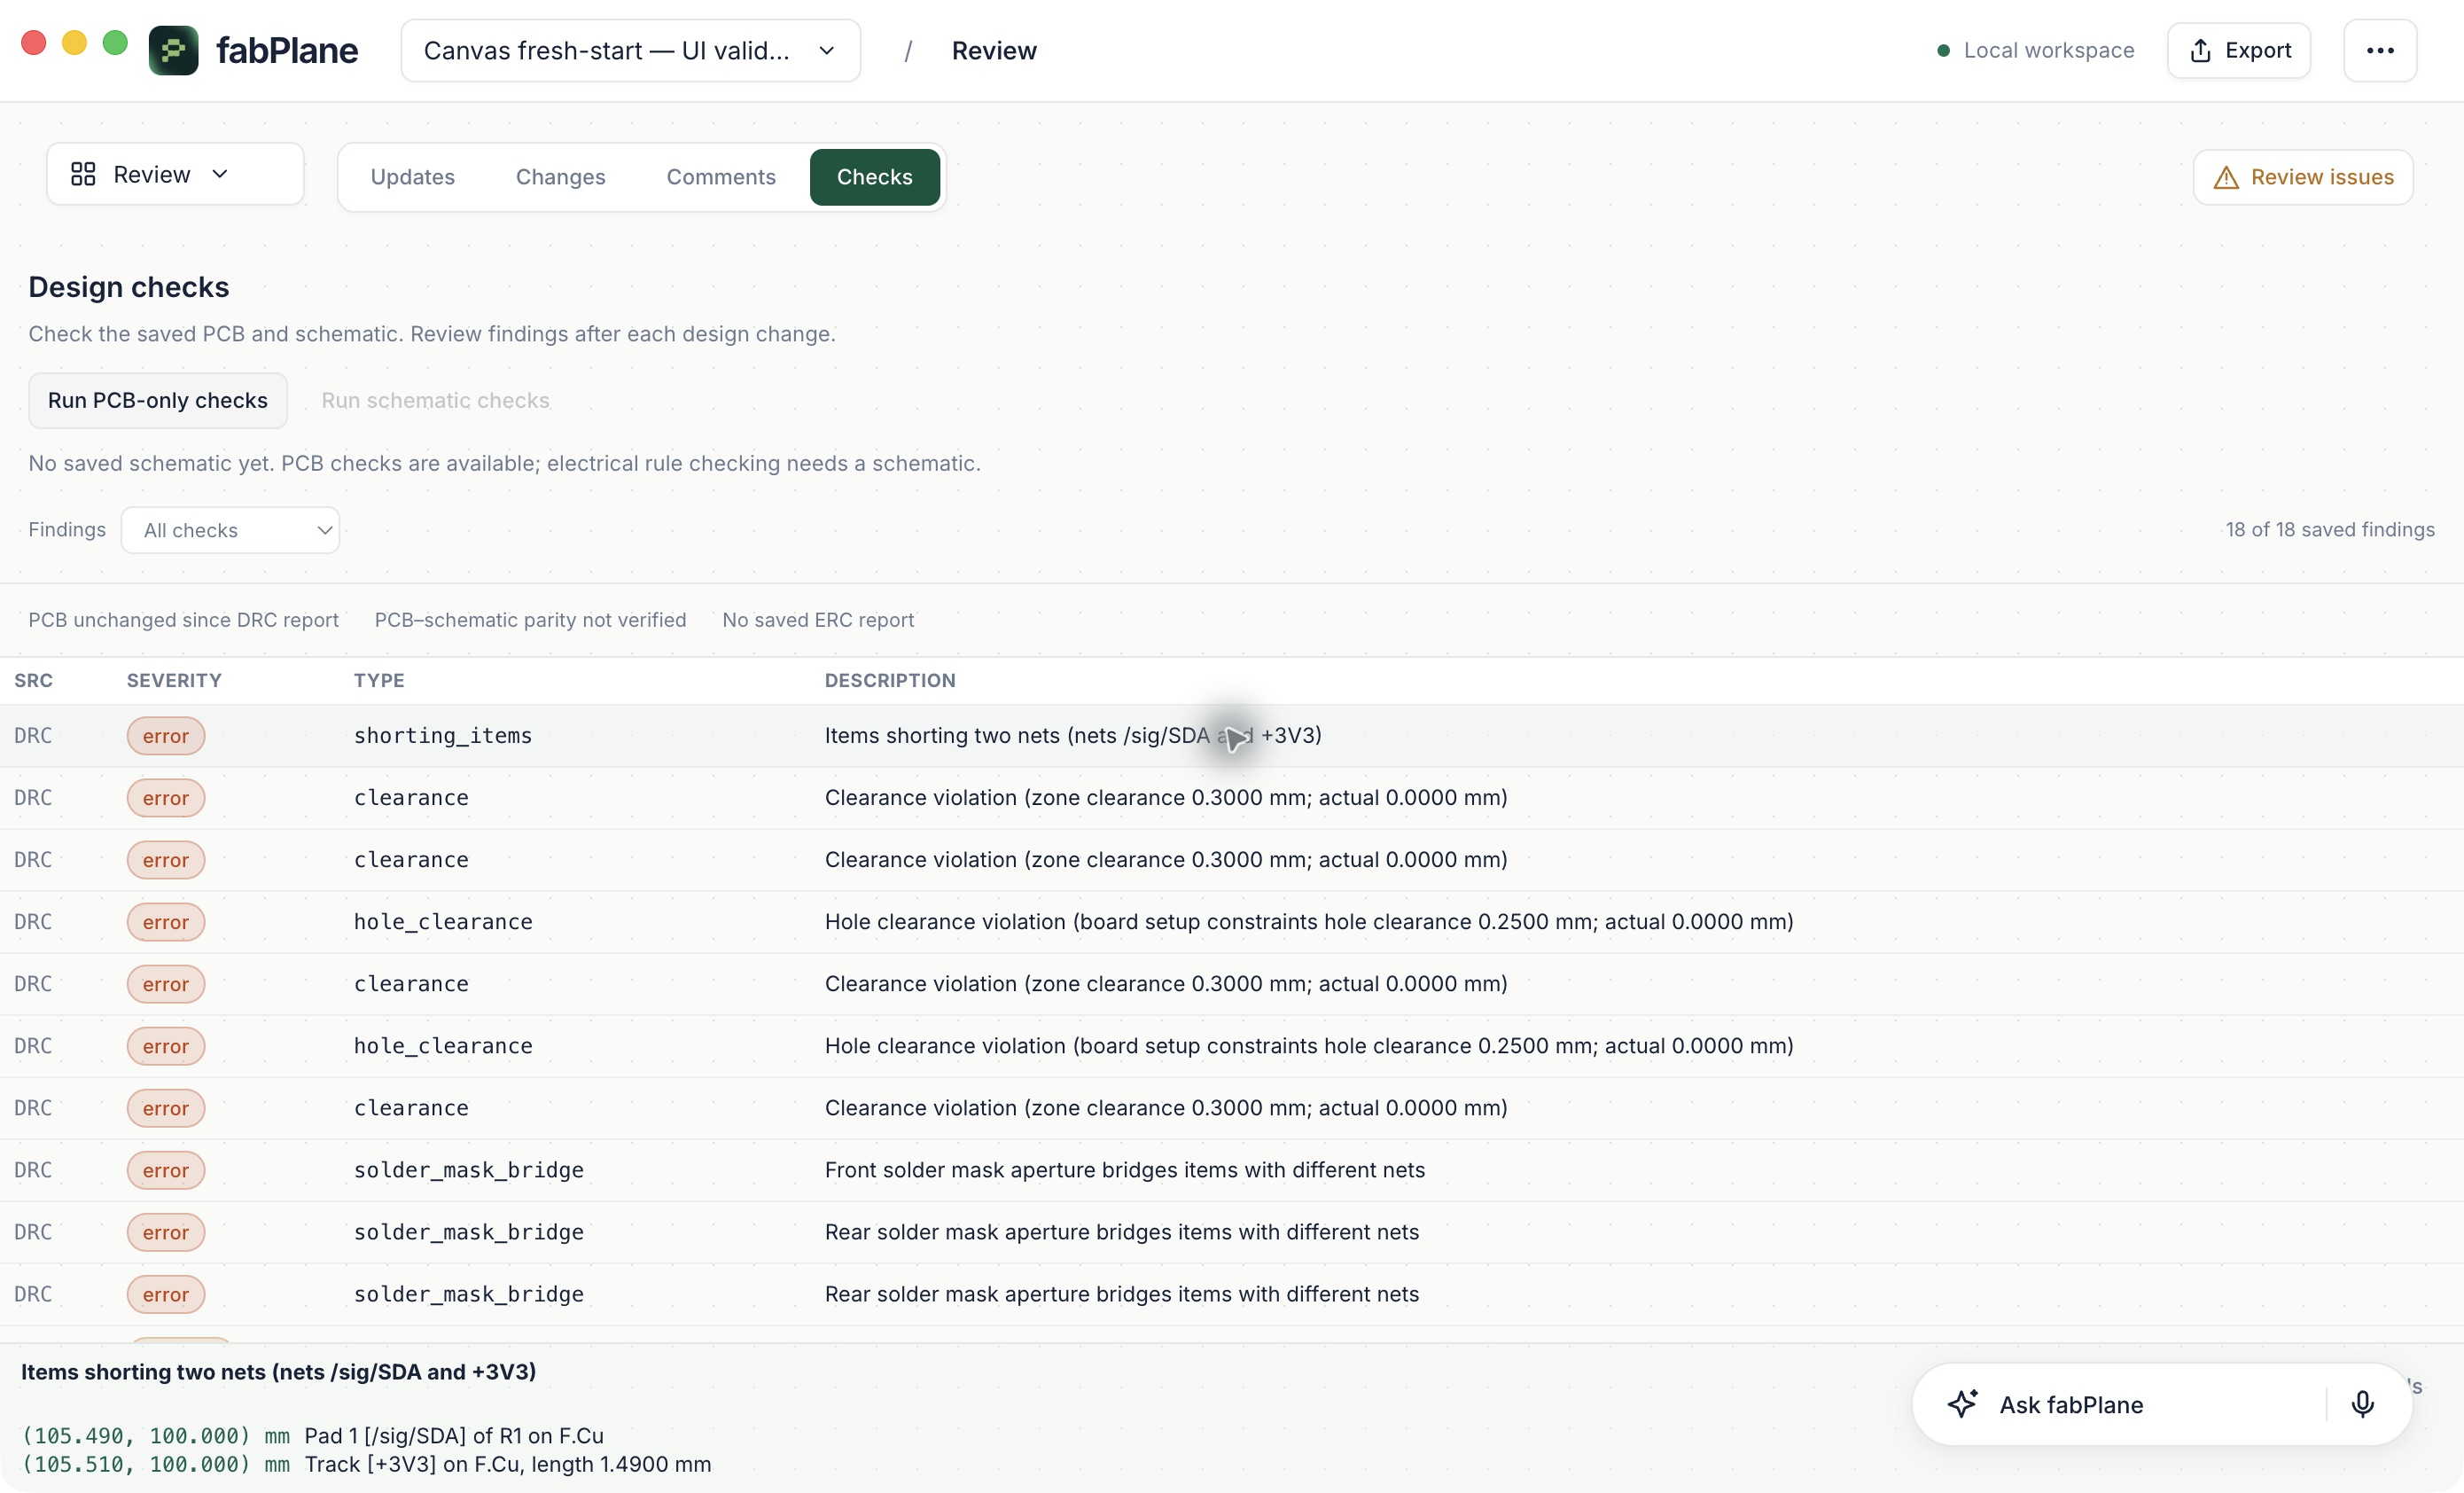 fabPlane
Canvas fresh-start — UI valid...
/
Review
Local workspace
Export
Review
Updates
Changes
Comments
Checks
Review issues
Design checks
Check the saved PCB and schematic. Review findings after each design change.
Run PCB-only checks
Run schematic checks
No saved schematic yet. PCB checks are available; electrical rule checking needs a schematic.
Findings
All checks
18 of 18 saved findings
PCB unchanged since DRC report
PCB–schematic parity not verified
No saved ERC report
SRC SEVERITY TYPE DESCRIPTION
DRC error shorting_items Items shorting two nets (nets /sig/SDA and +3V3)
DRC error clearance Clearance violation (zone clearance 0.3000 mm; actual 0.0000 mm)
DRC error clearance Clearance violation (zone clearance 0.3000 mm; actual 0.0000 mm)
DRC error hole_clearance Hole clearance violation (board setup constraints hole clearance 0.2500 mm; actual 0.0000 mm)
DRC error clearance Clearance violation (zone clearance 0.3000 mm; actual 0.0000 mm)
DRC error hole_clearance Hole clearance violation (board setup constraints hole clearance 0.2500 mm; actual 0.0000 mm)
DRC error clearance Clearance violation (zone clearance 0.3000 mm; actual 0.0000 mm)
DRC error solder_mask_bridge Front solder mask aperture bridges items with different nets
DRC error solder_mask_bridge Rear solder mask aperture bridges items with different nets
DRC error solder_mask_bridge Rear solder mask aperture bridges items with different nets
Items shorting two nets (nets /sig/SDA and +3V3)
(105.490, 100.000) mm Pad 1 [/sig/SDA] of R1 on F.Cu
(105.510, 100.000) mm Track [+3V3] on F.Cu, length 1.4900 mm
Ask fabPlane